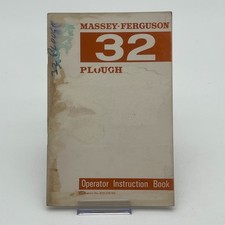 MASSEY-FERGUSON
32
PLOUGH
Operator Instruction Book